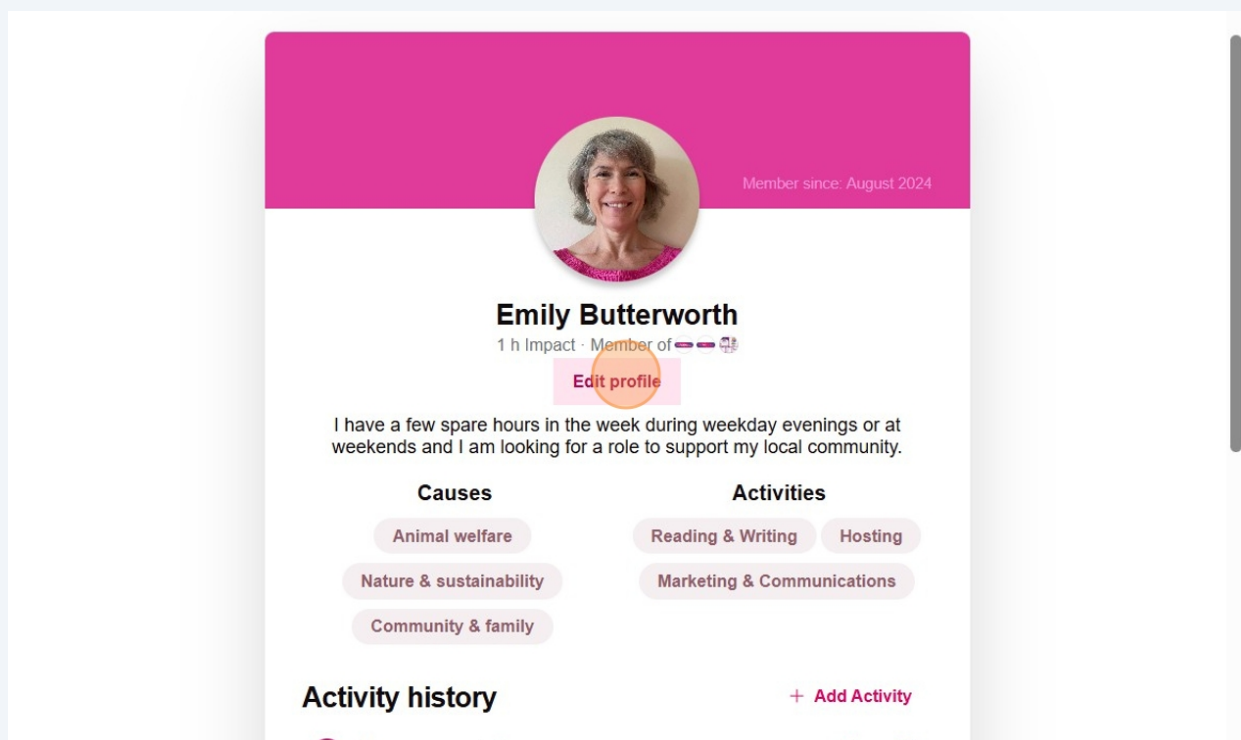 Member since: August 2024
Emily Butterworth
1 h Impact · Member of
Edit profile
I have a few spare hours in the week during weekday evenings or at
weekends and I am looking for a role to support my local community.
Causes
Activities
Animal welfare
Reading & Writing
Hosting
Nature & sustainability
Marketing & Communications
Community & family
Activity history
+ Add Activity